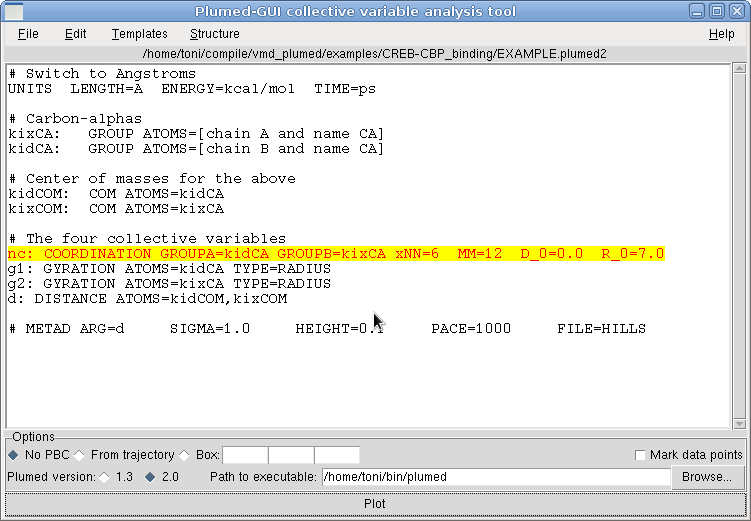 Plumed-GUI collective variable analysis tool
File Edit Templates Structure Help
/home/toni/compile/vmd_plumed/examples/CREB-CBP_binding/EXAMPLE.plumed2
# Switch to Angstroms
UNITS LENGTH=A ENERGY=kcal/mol TIME=ps
# Carbon-alphas
kixCA: GROUP ATOMS=[chain A and name CA]
kidCA: GROUP ATOMS=[chain B and name CA]
# Center of masses for the above
kidCOM: COM ATOMS=kidCA
kixCOM: COM ATOMS=kixCA
# The four collective variables
nc: COORDINATION GROUPA=kidCA GROUPB=kixCA xNN=6 MM=12 D_0=0.0 R_0=7.0
g1: GYRATION ATOMS=kidCA TYPE=RADIUS
g2: GYRATION ATOMS=kixCA TYPE=RADIUS
d: DISTANCE ATOMS=kidCOM,kixCOM
# METAD ARG=d SIGMA=1.0 HEIGHT=0.1 PACE=1000 FILE=HILLS
Options
No PBC From trajectory Box: Mark data points
Plumed version: 1.3 2.0 Path to executable: /home/toni/bin/plumed Browse...
Plot